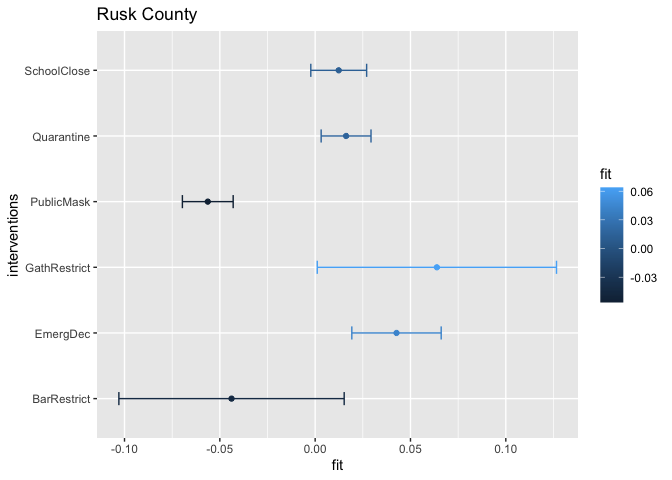 Rusk County
interventions
SchoolClose
Quarantine
PublicMask
GathRestrict
EmergDec
BarRestrict
-0.10 -0.05 0.00 0.05 0.10
fit
fit
0.06
0.03
0.00
-0.03